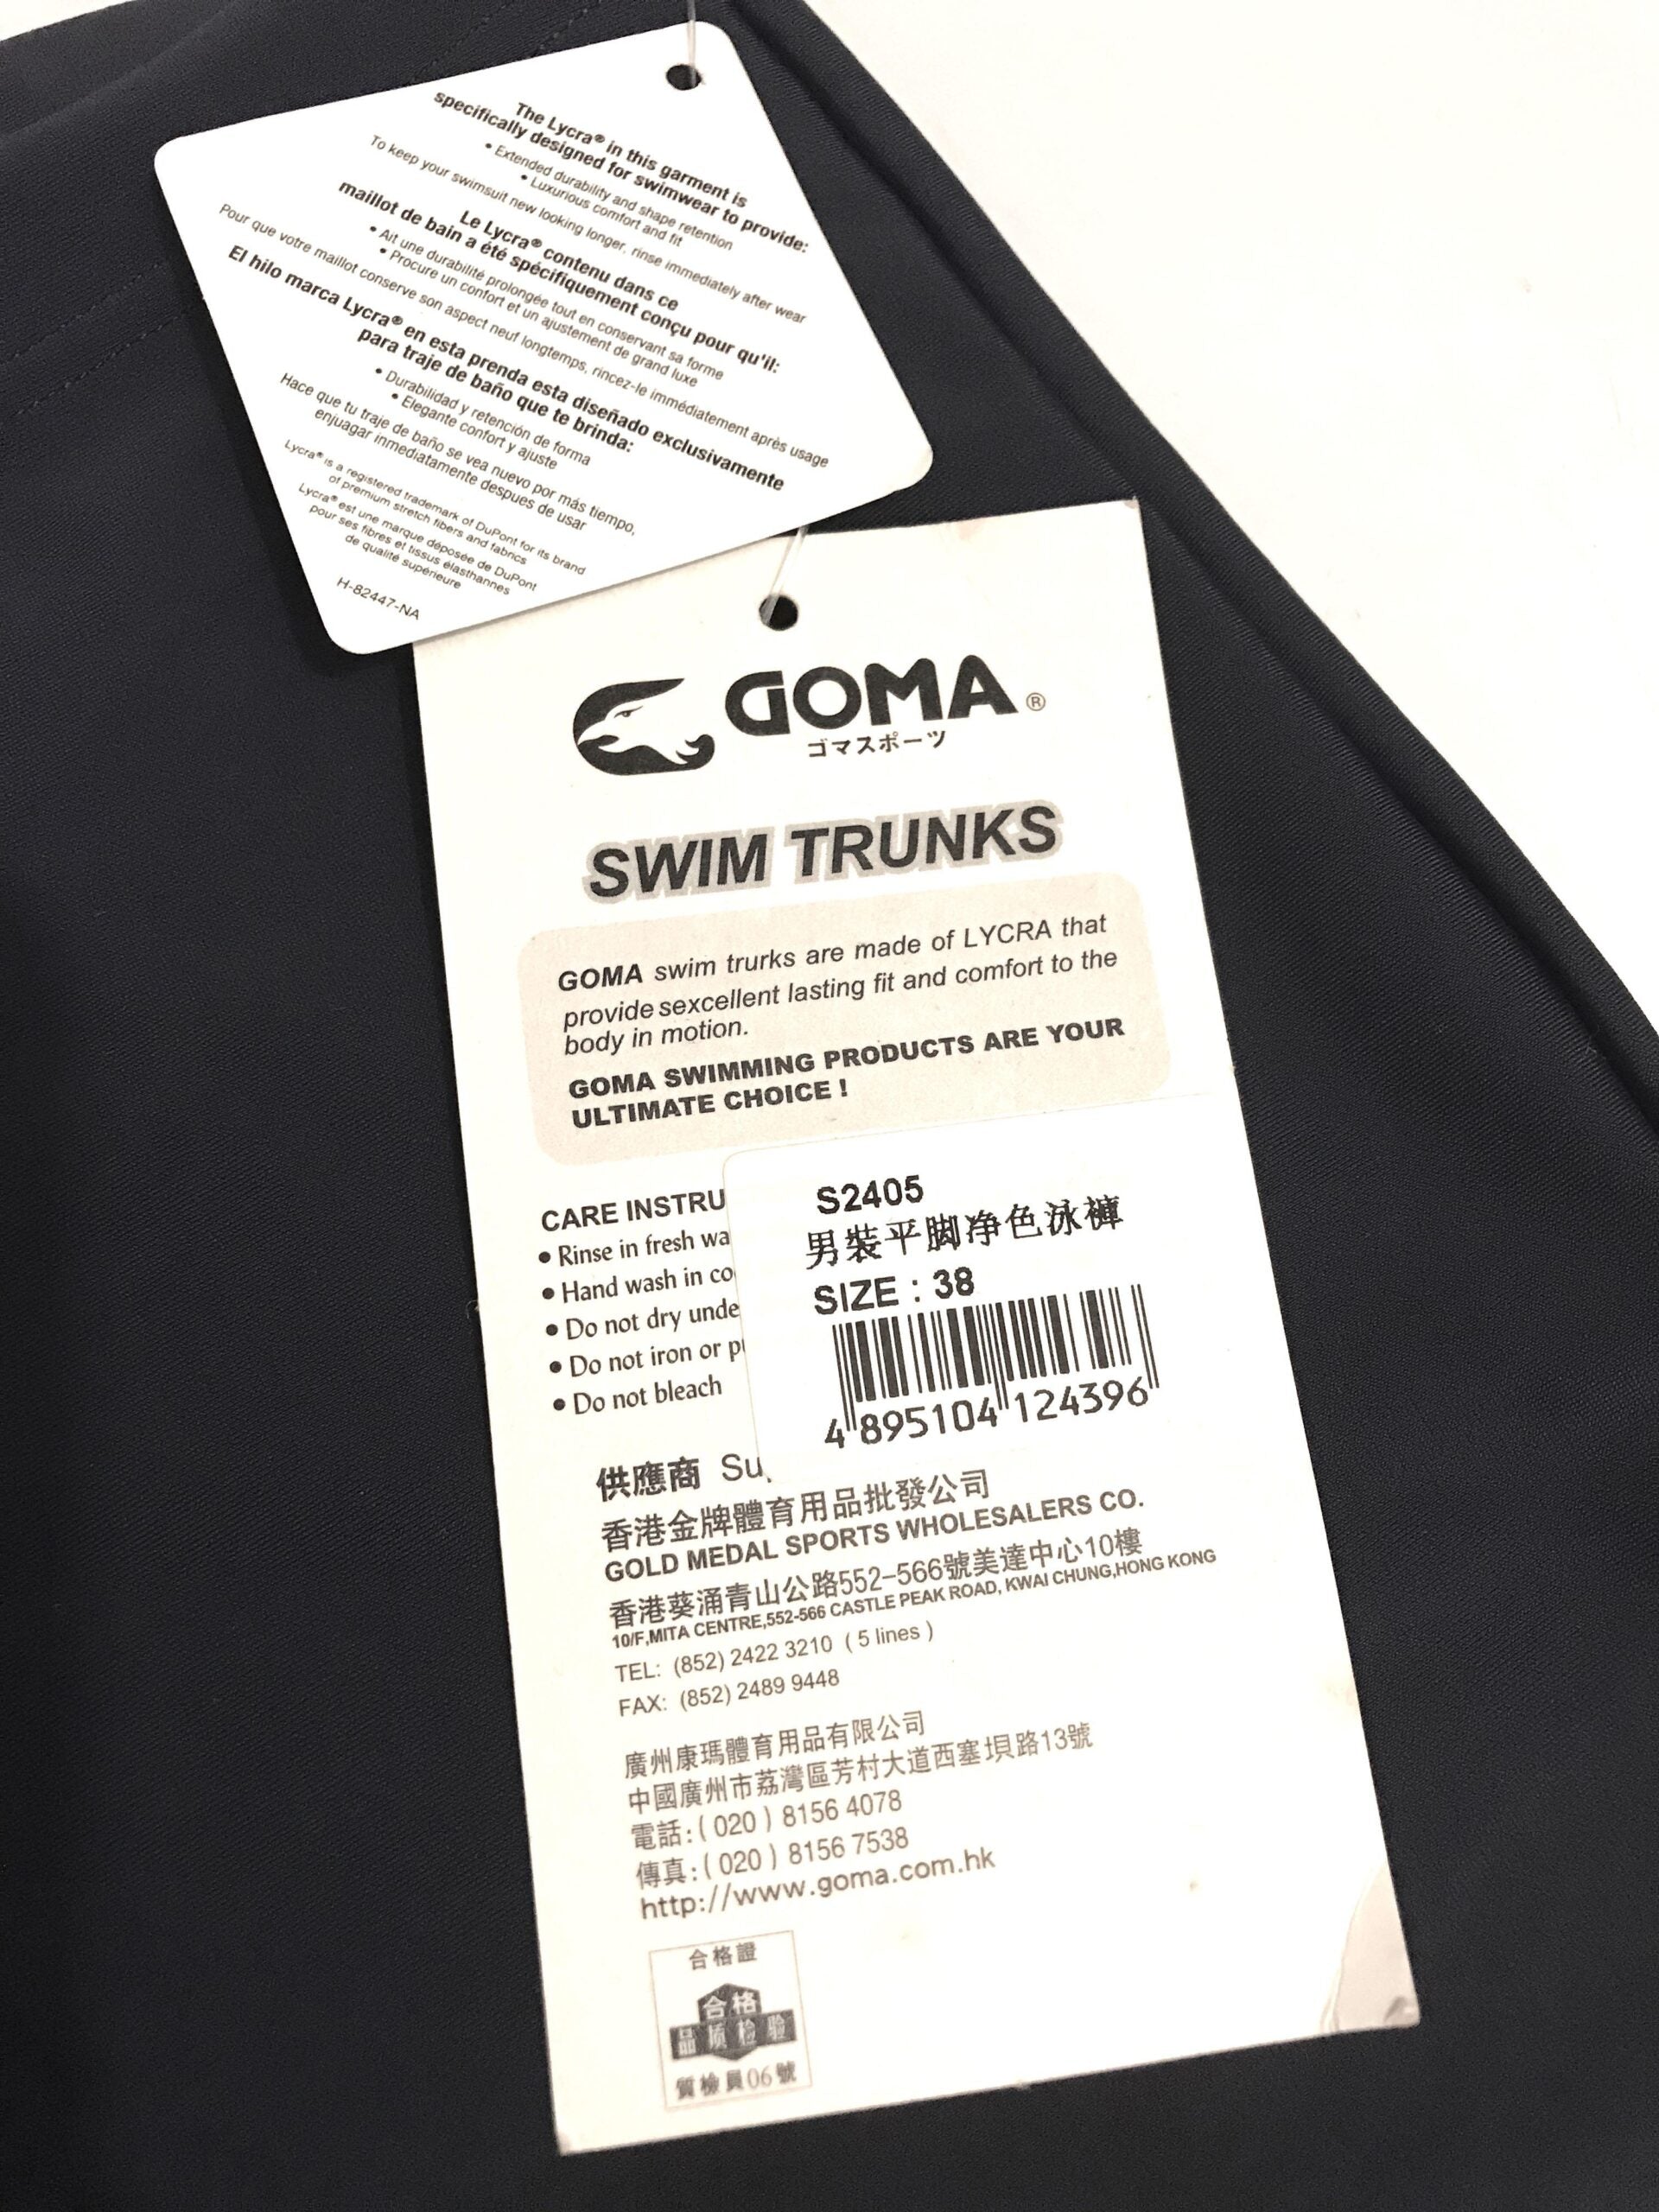 The Lycra® in this garment is
specifically designed for swimwear to provide:
• Extended durability and shape retention
• Luxurious comfort and fit
To keep your swimsuit new looking longer, rinse immediately after wear
Le Lycra® contenu dans ce
maillot de bain a été spécifiquement conçu pour qu'il:
• Ait une durabilité prolongée tout en conservant sa forme
• Procure un confort et un ajustement de grand luxe
Pour que votre maillot conserve son aspect neuf longtemps, rincez-le immédiatement après usage
El hilo marca Lycra® en esta prenda esta diseñado exclusivamente
para traje de baño que te brinda:
• Durabilidad y retención de forma
• Elegante confort y ajuste
Hace que tu traje de baño se vea nuevo por más tiempo,
enjuagar inmediatamente despues de usar
Lycra® is a registered trademark of DuPont for its brand
of premium stretch fibers and fabrics
Lycra® est une marque déposée de DuPont
pour ses fibres et tissus élasthannes
de qualité supérieure
H-82447-NA
GOMA®
ゴマスポーツ
SWIM TRUNKS
GOMA swim trurks are made of LYCRA that
provide sexcellent lasting fit and comfort to the
body in motion.
GOMA SWIMMING PRODUCTS ARE YOUR
ULTIMATE CHOICE !
CARE INSTRU
• Rinse in fresh wa
• Hand wash in co
• Do not dry unde
• Do not iron or p
• Do not bleach
S2405
男裝平脚净色泳褲
SIZE : 38
4 895104 124396
供應商 Su
香港金牌體育用品批發公司
GOLD MEDAL SPORTS WHOLESALERS CO.
香港葵涌青山公路552-566號美達中心10樓
10/F,MITA CENTRE,552-566 CASTLE PEAK ROAD, KWAI CHUNG,HONG KONG
TEL: (852) 2422 3210 ( 5 lines )
FAX: (852) 2489 9448
廣州康瑪體育用品有限公司
中國廣州市荔灣區芳村大道西塞垻路13號
電話:( 020 ) 8156 4078
傳真:( 020 ) 8156 7538
http://www.goma.com.hk
合格證
合格
品质检验
質檢員06號